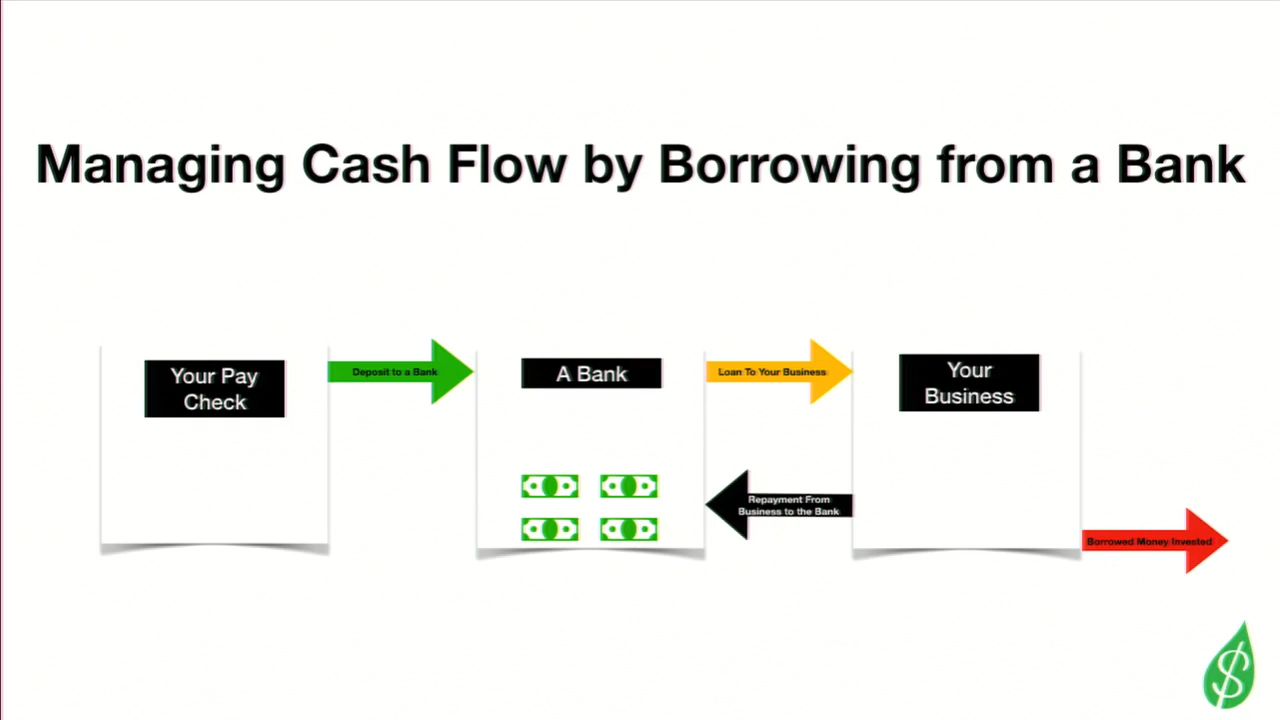 Managing Cash Flow by Borrowing from a Bank
Your Pay
Check
Deposit to a Bank
A Bank
Loan To Your Business
Your
Business
Repayment From
Business to the Bank
Borrowed Money Invested
$